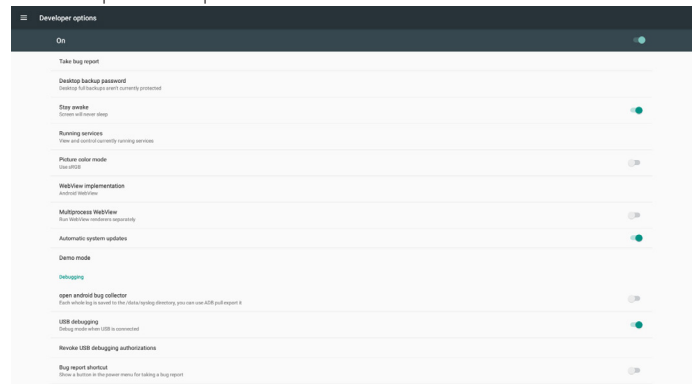 Developer options
On
Take bug report
Desktop backup password
Desktop full backups aren't currently protected
Stay awake
Screen will never sleep
Running services
View and control currently running services
Picture color mode
Use sRGB
WebView implementation
Android WebView
Multiprocess WebView
Run WebView renderers separately
Automatic system updates
Demo mode
Debugging
open android bug collector
Each whole log is saved to the /data/syslog directory, you can use ADB pull export it
USB debugging
Debug mode when USB is connected
Revoke USB debugging authorizations
Bug report shortcut
Show a button in the power menu for taking a bug report